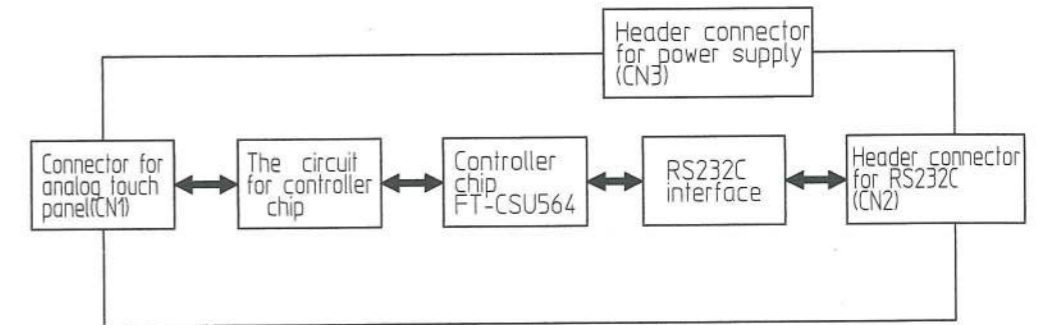 Header connector
for power supply
(CN3)
Connector for
analog touch
panel(CN1)
The circuit
for controller
chip
Controller
chip
FT-CSU564
RS232C
interface
Header connector
for RS232C
(CN2)